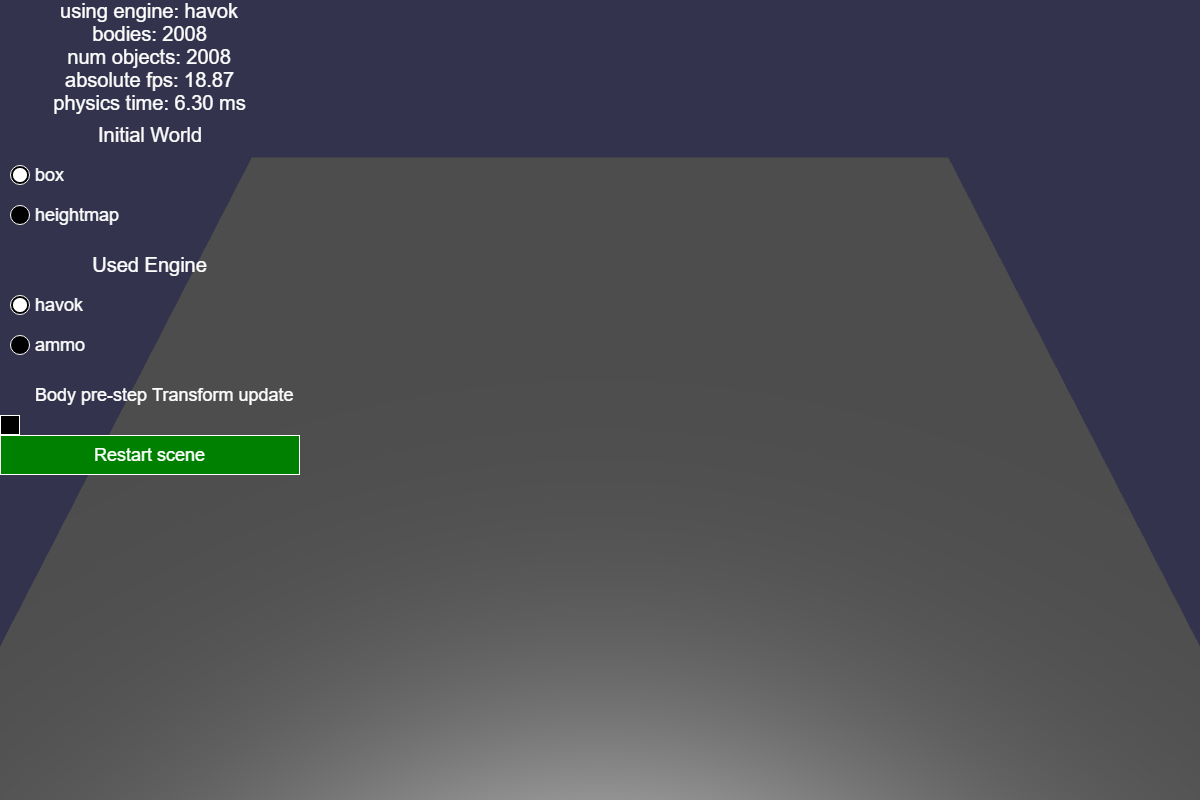 using engine: havok
bodies: 2008
num objects: 2008
absolute fps: 18.87
physics time: 6.30 ms
Initial World
box
heightmap
Used Engine
havok
ammo
Body pre-step Transform update
Restart scene